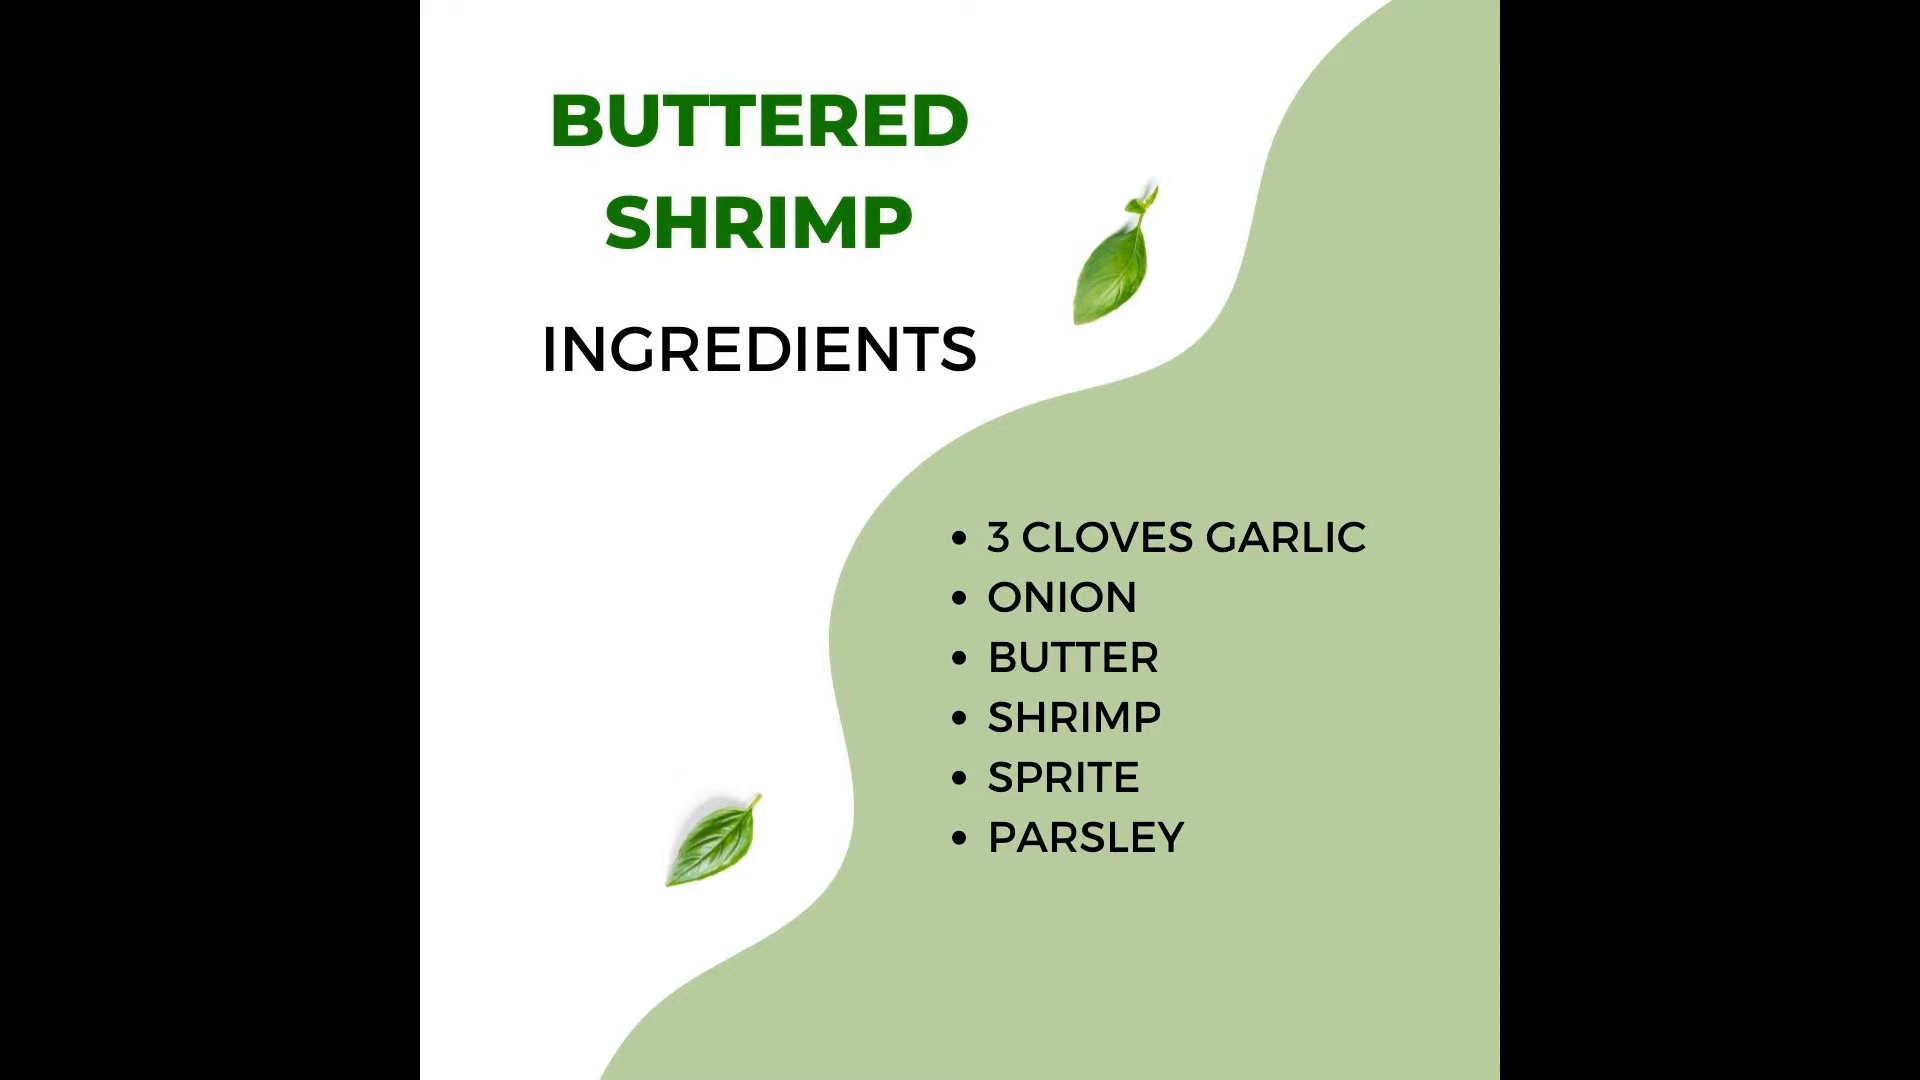 BUTTERED
SHRIMP
INGREDIENTS
• 3 CLOVES GARLIC
• ONION
• BUTTER
• SHRIMP
• SPRITE
• PARSLEY